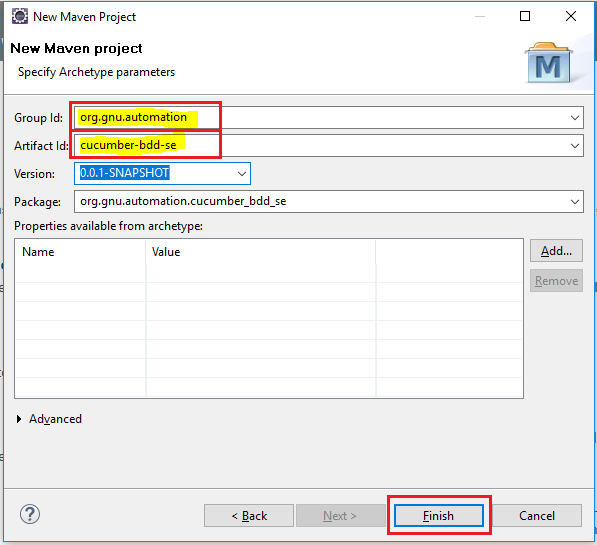 New Maven Project
New Maven project
Specify Archetype parameters
M
Group Id: org.gnu.automation
Artifact Id: cucumber-bdd-se
Version: 0.0.1-SNAPSHOT
Package: org.gnu.automation.cucumber_bdd_se
Properties available from archetype:
Name Value
Add...
Remove
Advanced
? < Back Next > Finish Cancel